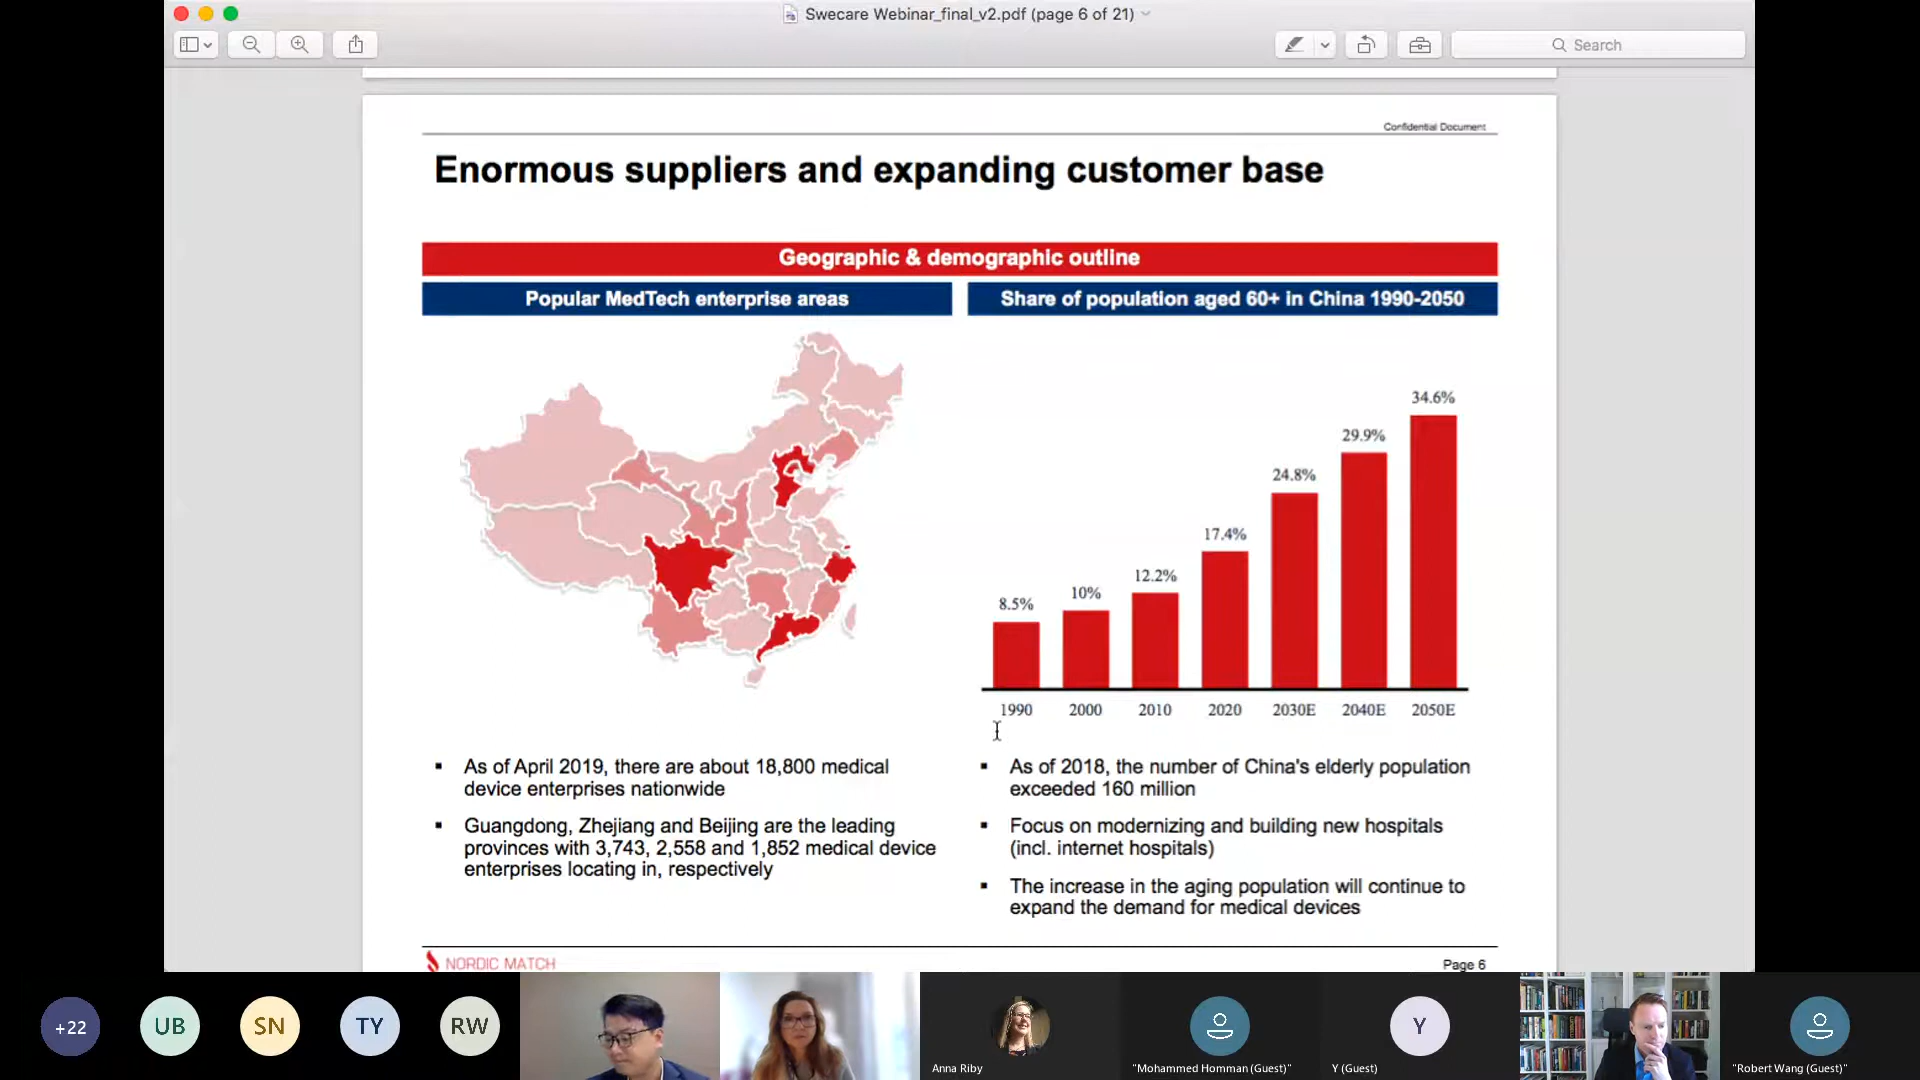 Swecare Webinar_final_v2.pdf (page 6 of 21)
Search
Confidential Document
Enormous suppliers and expanding customer base
Geographic & demographic outline
Popular MedTech enterprise areas
Share of population aged 60+ in China 1990-2050
8.5%
10%
12.2%
17.4%
24.8%
29.9%
34.6%
1990
2000
2010
2020
2030E
2040E
2050E
▪ As of April 2019, there are about 18,800 medical
device enterprises nationwide
▪ Guangdong, Zhejiang and Beijing are the leading
provinces with 3,743, 2,558 and 1,852 medical device
enterprises locating in, respectively
▪ As of 2018, the number of China's elderly population
exceeded 160 million
▪ Focus on modernizing and building new hospitals
(incl. internet hospitals)
▪ The increase in the aging population will continue to
expand the demand for medical devices
NORDIC MATCH
Page 6
+22
UB
SN
TY
RW
Anna Riby
"Mohammed Homman (Guest)"
Y
Y (Guest)
"Robert Wang (Guest)"